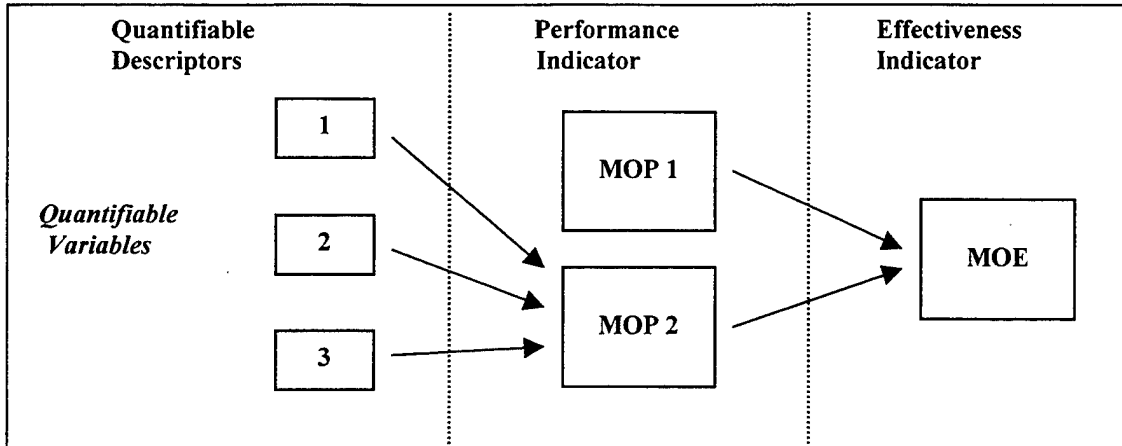 Quantifiable
Descriptors
Performance
Indicator
Effectiveness
Indicator
1
MOP 1
Quantifiable
Variables
2
MOE
MOP 2
3